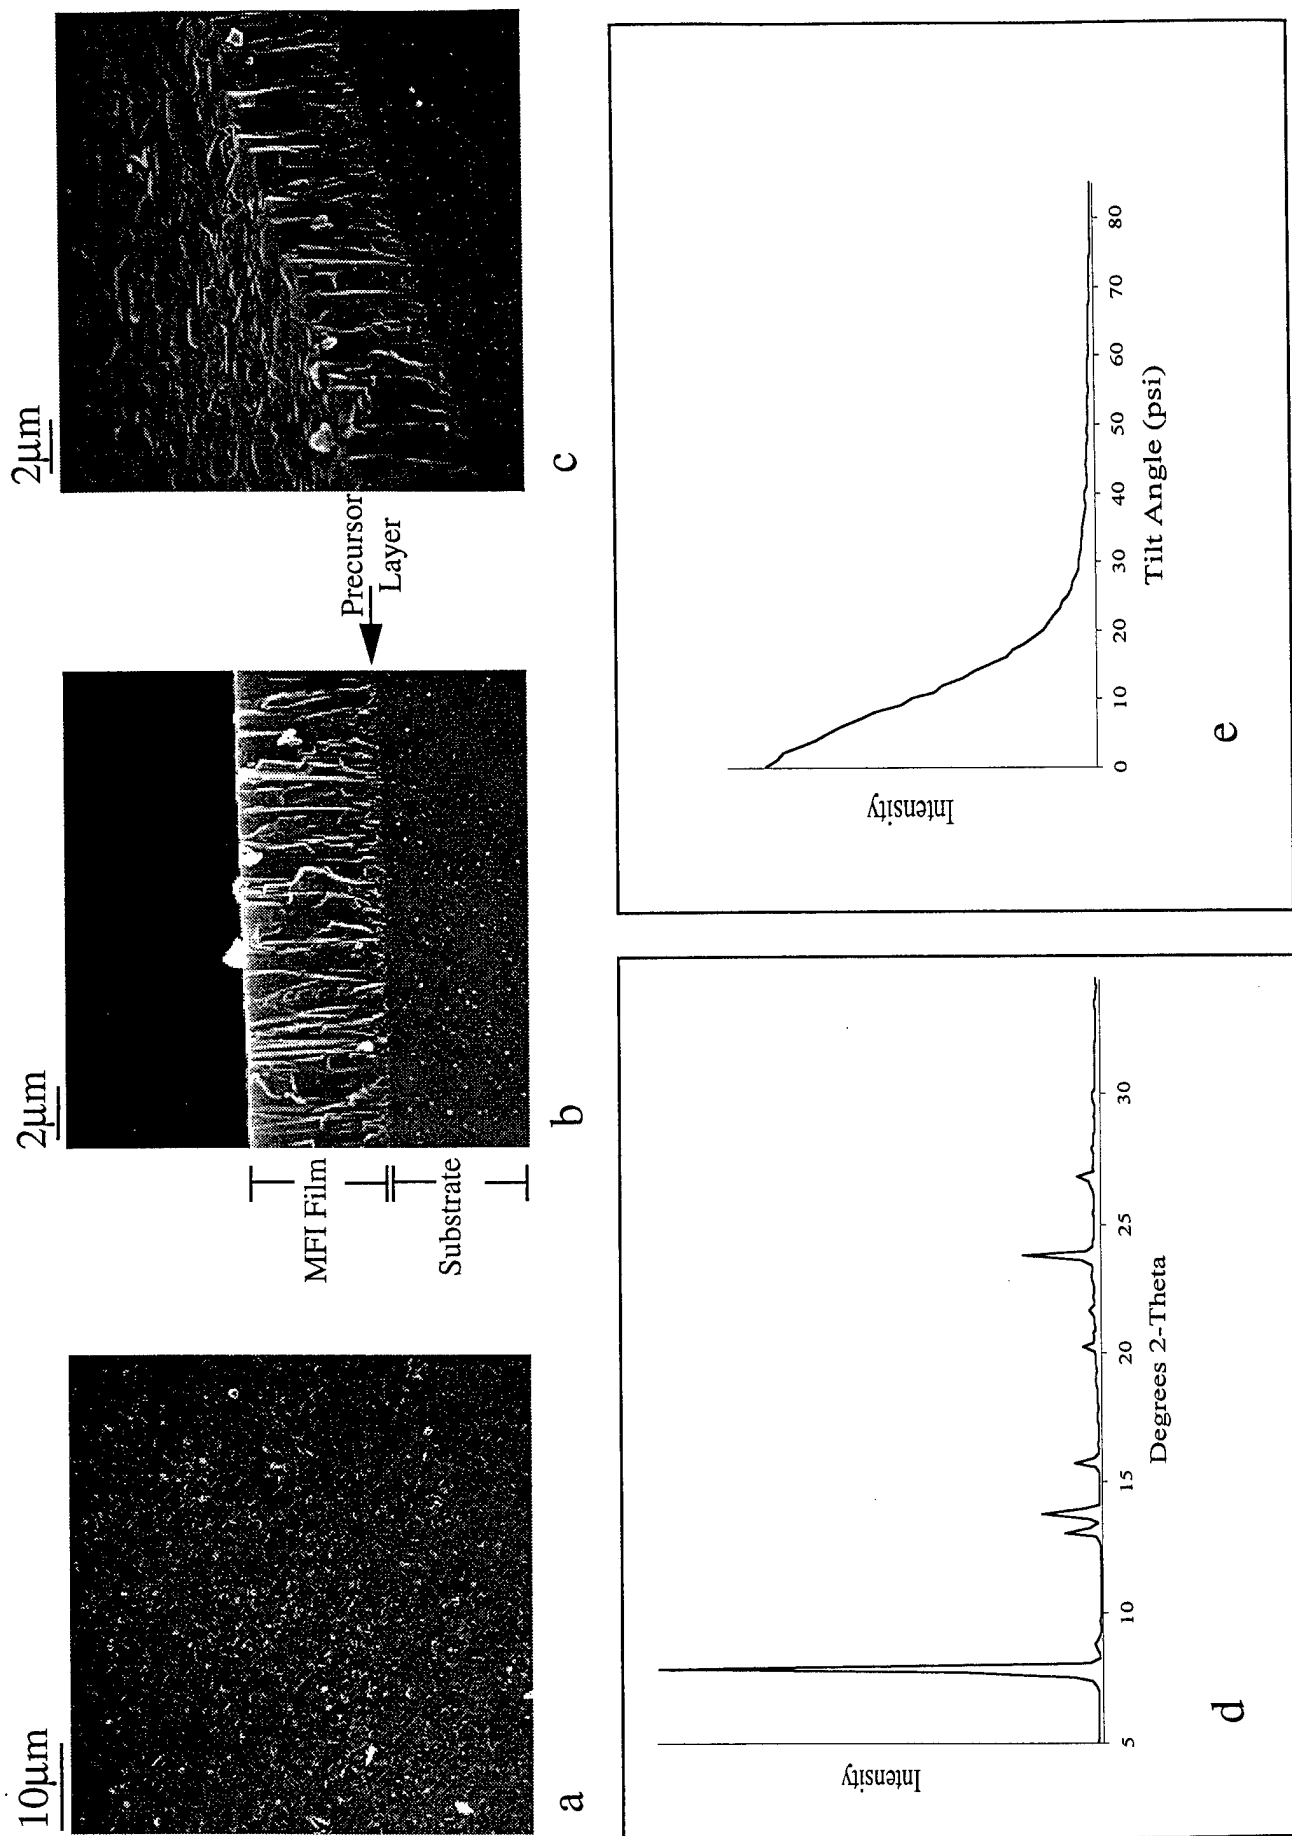 10μm
2μm
2μm
MFI Film
Substrate
Precursor
Layer
a
b
c
Intensity
5
10
15
20
25
30
Degrees 2-Theta
d
Intensity
0
10
20
30
40
50
60
70
80
Tilt Angle (psi)
e